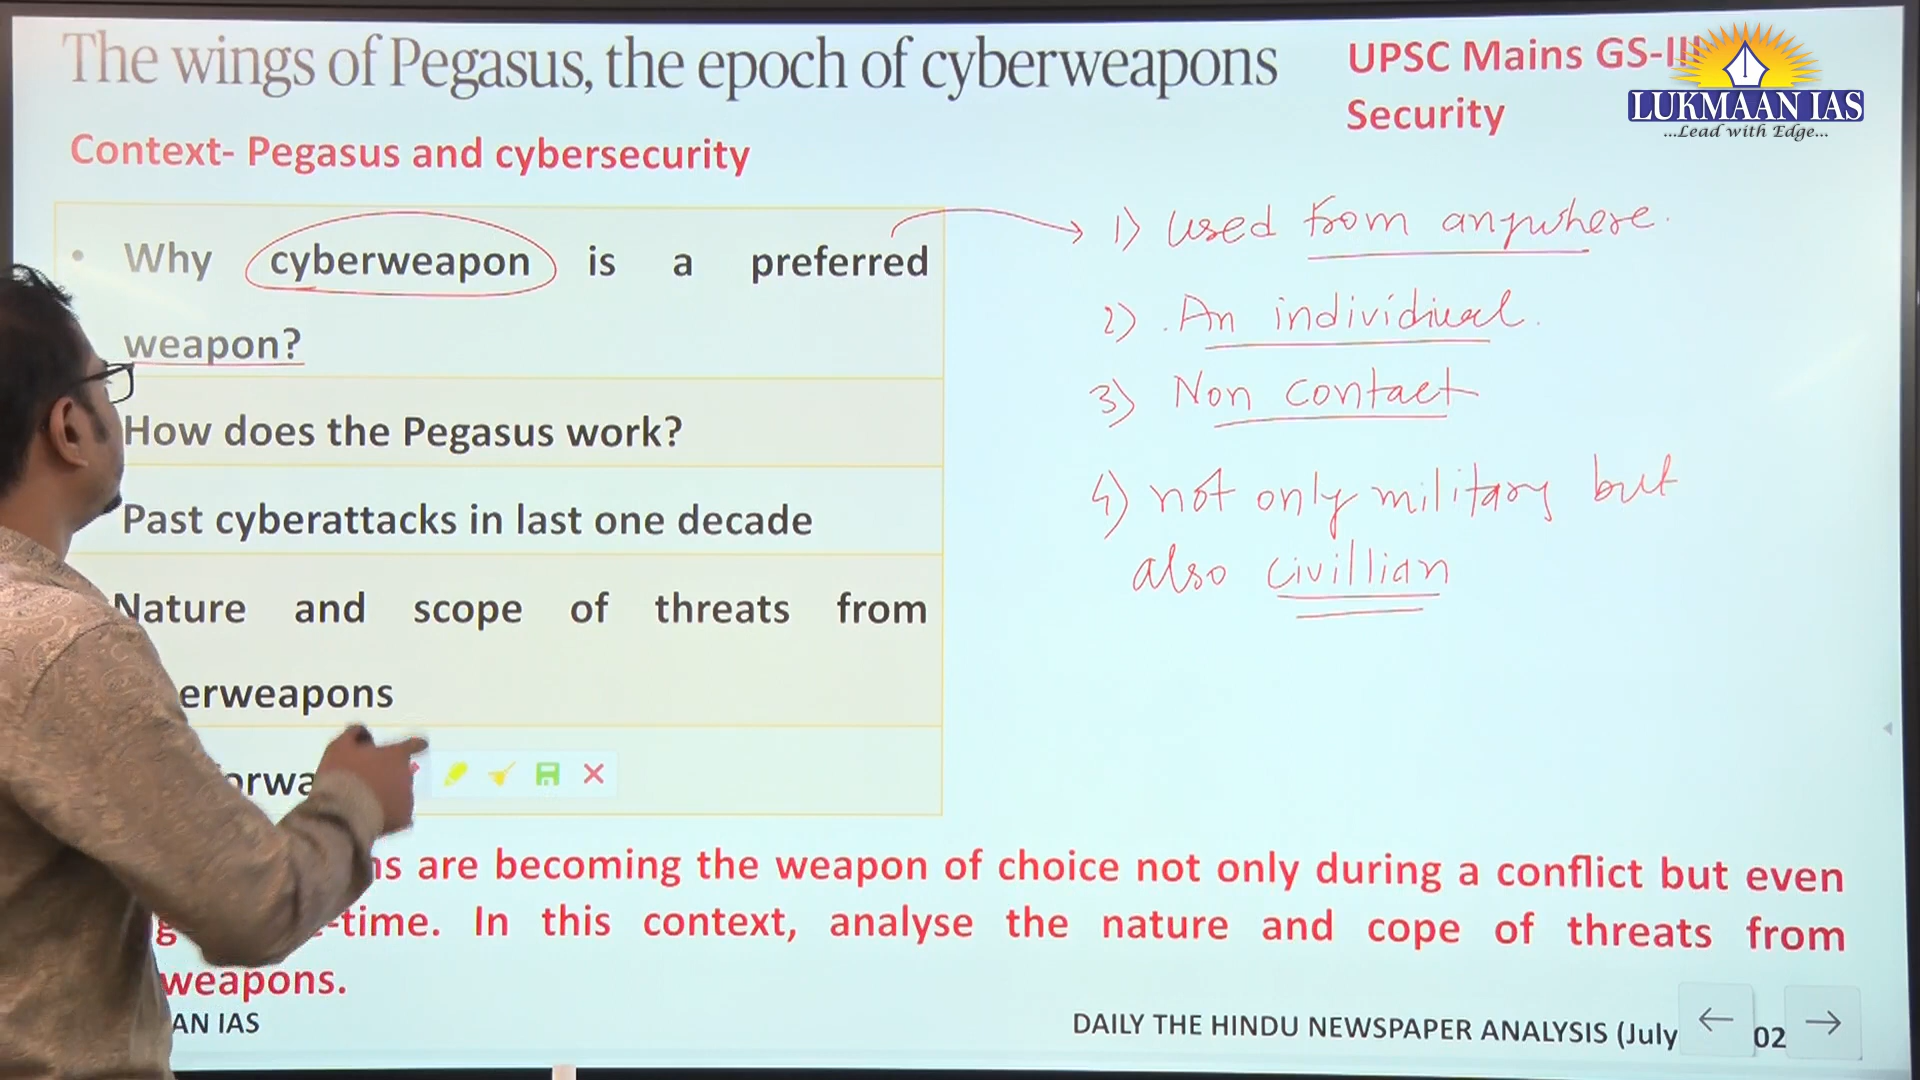 The wings of Pegasus, the epoch of cyberweapons
UPSC Mains GS-III
Security
LUKMAAN IAS
...Lead with Edge...
Context- Pegasus and cybersecurity
• Why cyberweapon is a preferred
weapon?
How does the Pegasus work?
Past cyberattacks in last one decade
Nature and scope of threats from
erweapons
orwa
1) used from anywhere.
2) . An individual.
3) Non contact
4) not only military but
also civillian
ns are becoming the weapon of choice not only during a conflict but even
-time. In this context, analyse the nature and cope of threats from
weapons.
AN IAS
DAILY THE HINDU NEWSPAPER ANALYSIS (July 02